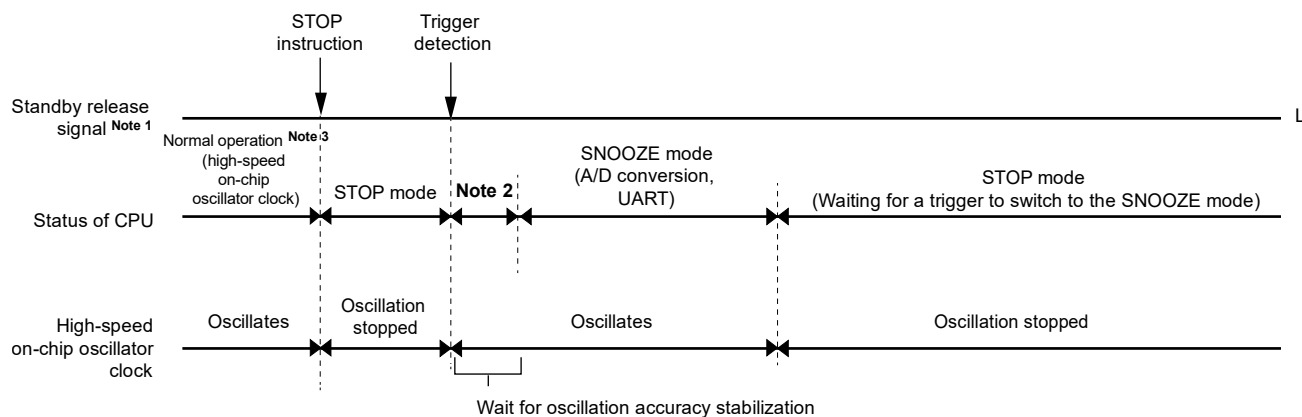 STOP
instruction
Trigger
detection
Standby release
signal Note 1
L
Normal operation Note 3
(high-speed
on-chip
oscillator clock)
STOP mode
Note 2
SNOOZE mode
(A/D conversion,
UART)
STOP mode
(Waiting for a trigger to switch to the SNOOZE mode)
Status of CPU
High-speed
on-chip oscillator
clock
Oscillates
Oscillation
stopped
Oscillates
Oscillation stopped
Wait for oscillation accuracy stabilization